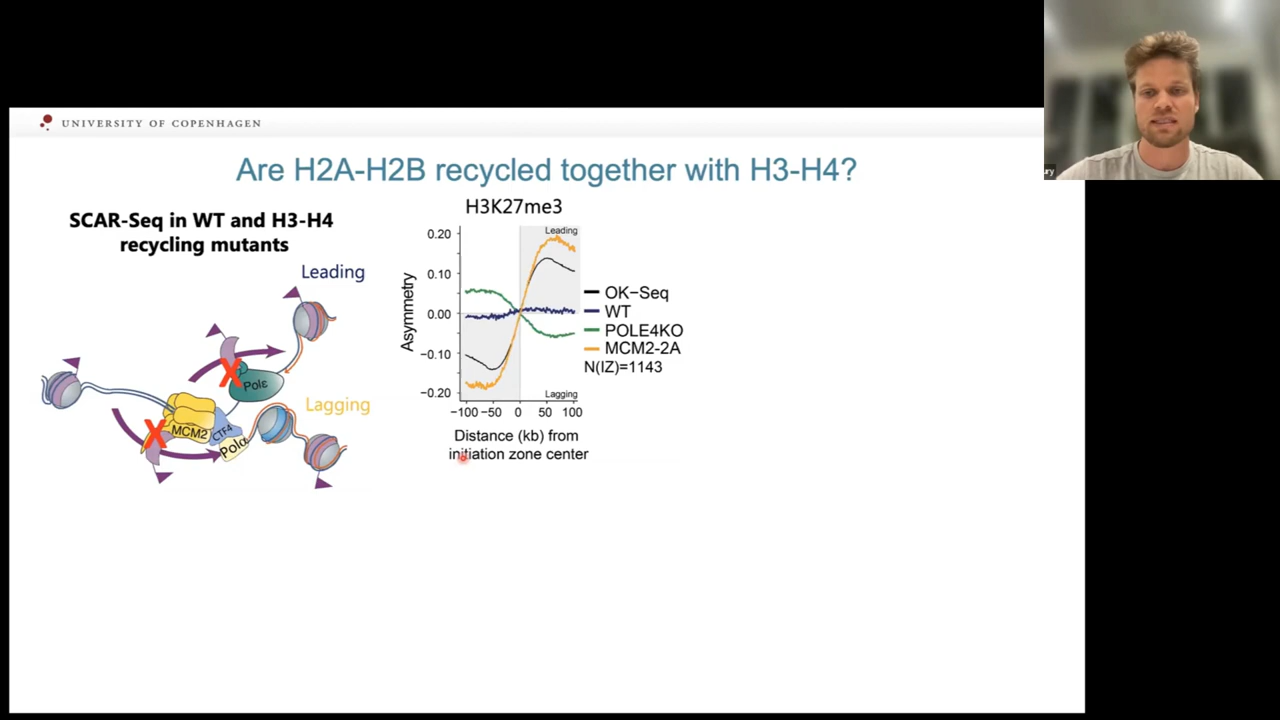 UNIVERSITY OF COPENHAGEN
Are H2A-H2B recycled together with H3-H4?
SCAR-Seq in WT and H3-H4
recycling mutants
Leading
Polε
Lagging
MCM2
CTF4
Polα
H3K27me3
Asymmetry
0.20
0.10
0.00
−0.10
−0.20
Leading
Lagging
−100 −50 0 50 100
Distance (kb) from
initiation zone center
OK−Seq
WT
POLE4KO
MCM2-2A
N(IZ)=1143